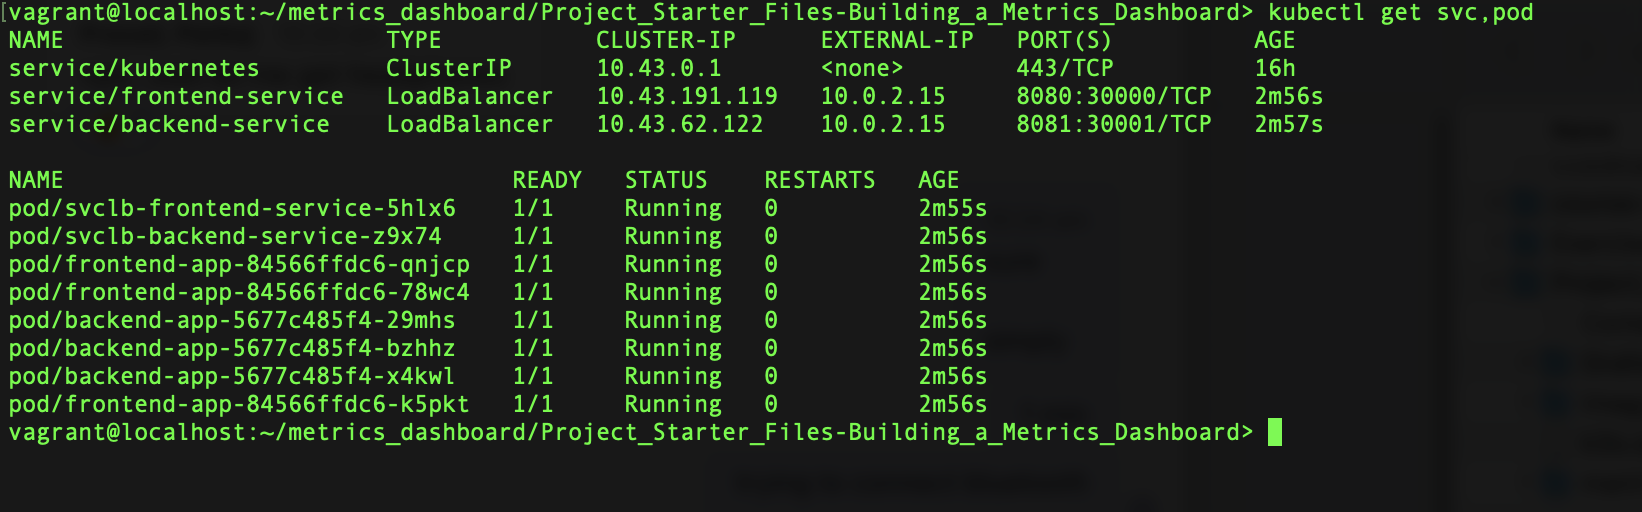 [vagrant@localhost:~/metrics_dashboard/Project_Starter_Files-Building_a_Metrics_Dashboard> kubectl get svc,pod
NAME TYPE CLUSTER-IP EXTERNAL-IP PORT(S) AGE
service/kubernetes ClusterIP 10.43.0.1 <none> 443/TCP 16h
service/frontend-service LoadBalancer 10.43.191.119 10.0.2.15 8080:30000/TCP 2m56s
service/backend-service LoadBalancer 10.43.62.122 10.0.2.15 8081:30001/TCP 2m57s
NAME READY STATUS RESTARTS AGE
pod/svclb-frontend-service-5hlx6 1/1 Running 0 2m55s
pod/svclb-backend-service-z9x74 1/1 Running 0 2m56s
pod/frontend-app-84566ffdc6-qnjcp 1/1 Running 0 2m56s
pod/frontend-app-84566ffdc6-78wc4 1/1 Running 0 2m56s
pod/backend-app-5677c485f4-29mhs 1/1 Running 0 2m56s
pod/backend-app-5677c485f4-bzhhz 1/1 Running 0 2m56s
pod/backend-app-5677c485f4-x4kwl 1/1 Running 0 2m56s
pod/frontend-app-84566ffdc6-k5pkt 1/1 Running 0 2m56s
vagrant@localhost:~/metrics_dashboard/Project_Starter_Files-Building_a_Metrics_Dashboard>